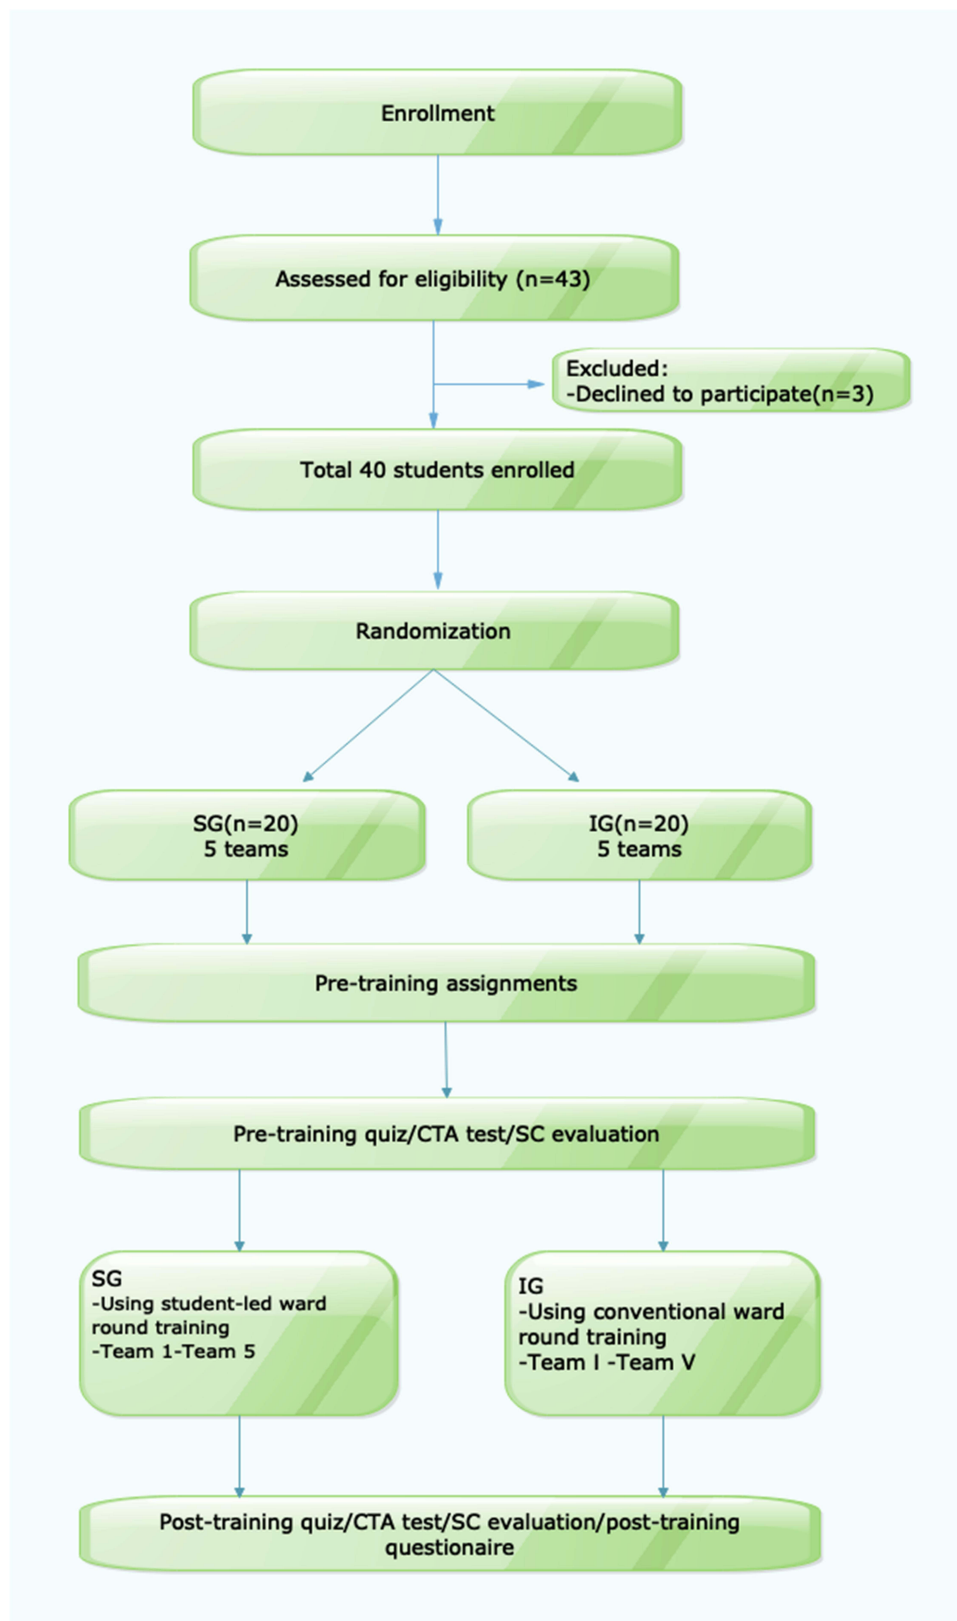 Enrollment
Assessed for eligibility (n=43)
Excluded:
-Declined to participate(n=3)
Total 40 students enrolled
Randomization
SG(n=20)
5 teams
IG(n=20)
5 teams
Pre-training assignments
Pre-training quiz/CTA test/SC evaluation
SG
-Using student-led ward
round training
-Team 1-Team 5
IG
-Using conventional ward
round training
-Team I -Team V
Post-training quiz/CTA test/SC evaluation/post-training
questionaire